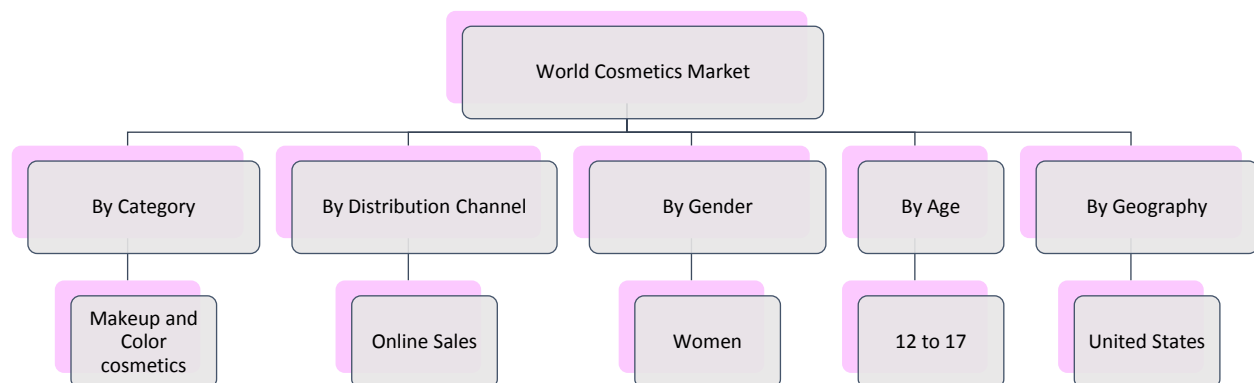 World Cosmetics Market
By Category
By Distribution Channel
By Gender
By Age
By Geography
Makeup and
Color
cosmetics
Online Sales
Women
12 to 17
United States